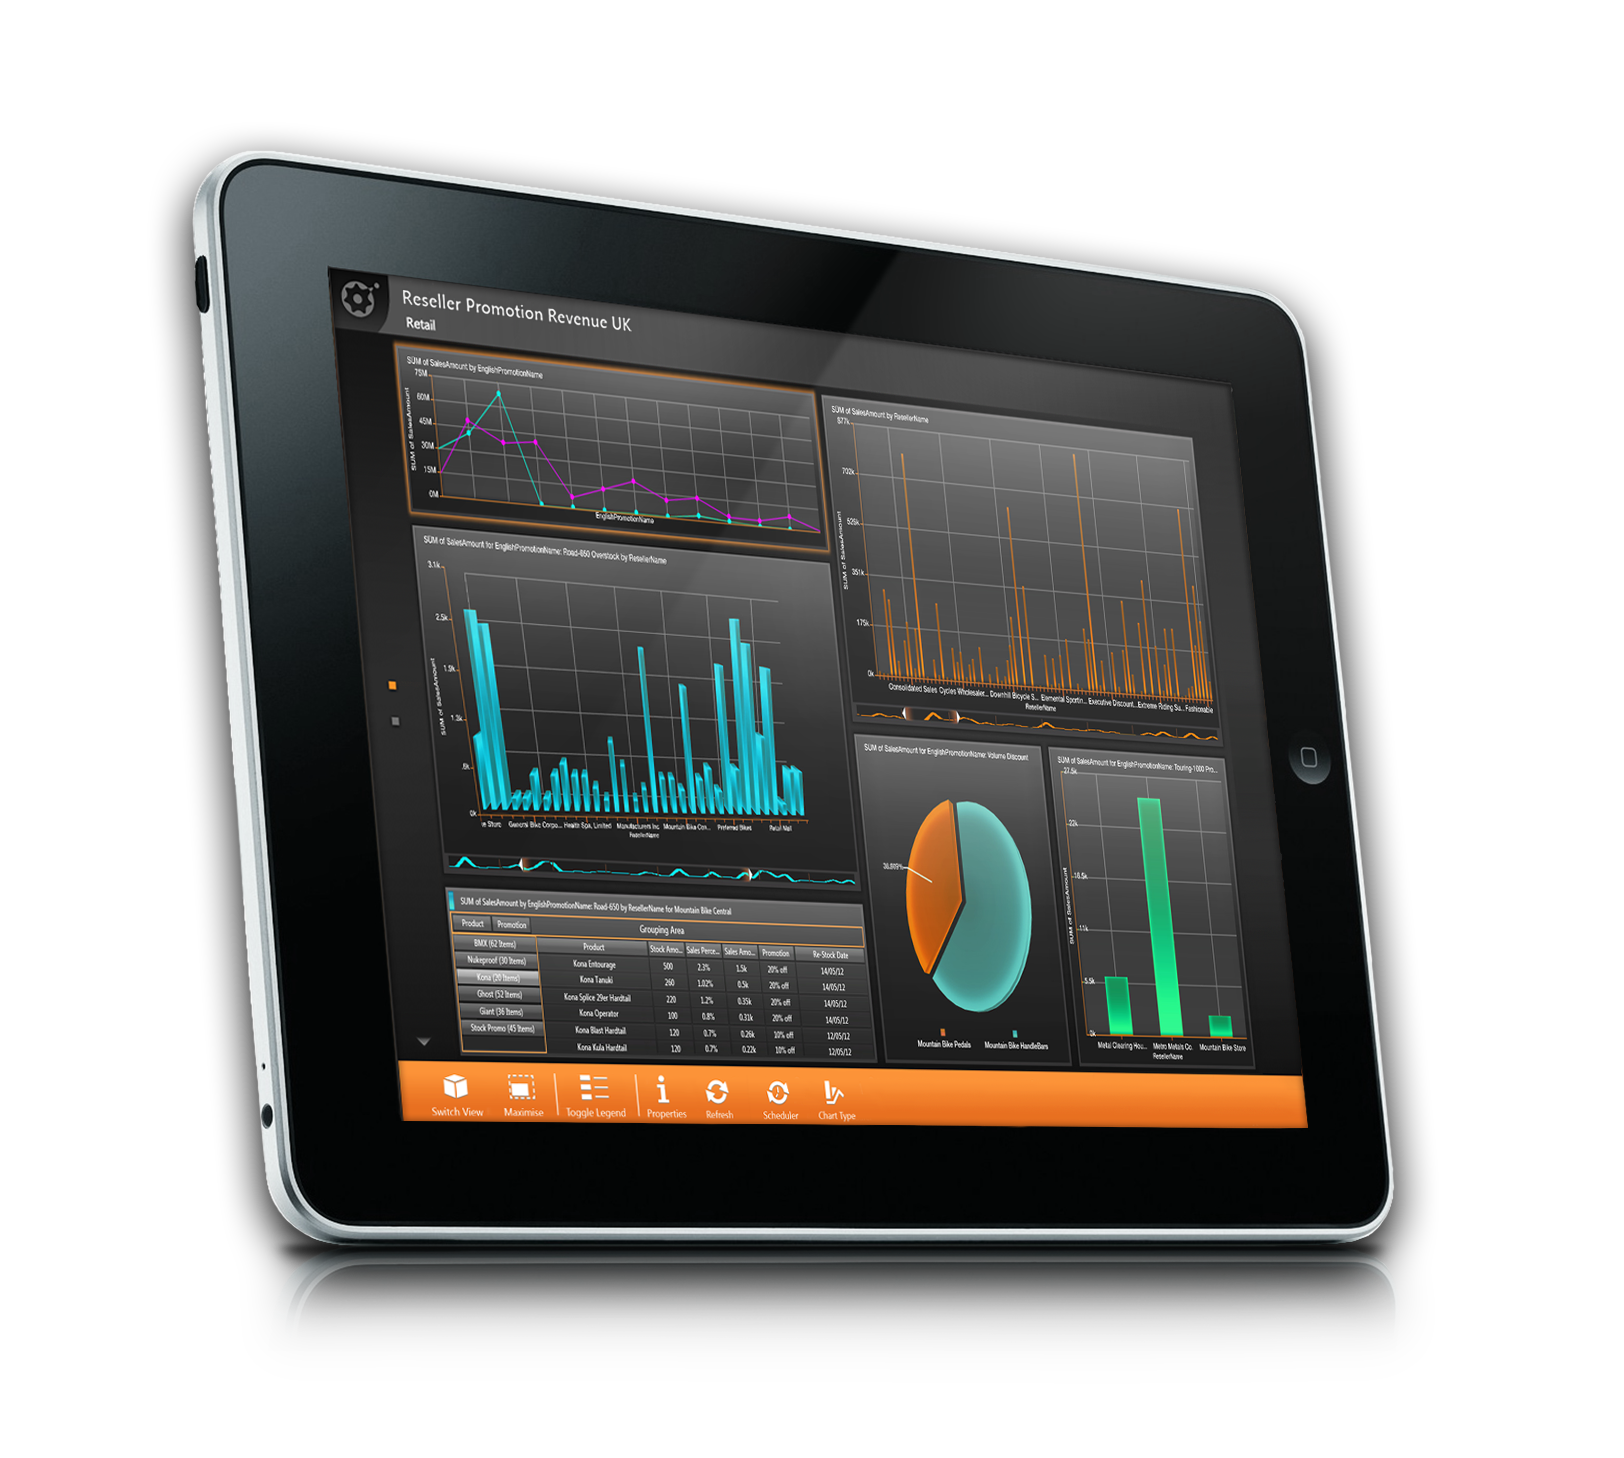 Reseller Promotion Revenue UK
Retail
SUM of SalesAmount by EnglishPromotionName
75M
60M
45M
30M
15M
0M
SUM of SalesAmount
EnglishPromotionName
SUM of SalesAmount by ResellerName
877k
702k
526k
351k
175k
0k
SUM of SalesAmount
Consolidated Sales Cycles Wholesaler... Downhill Bicycle S... Elemental Sportin... Executive Discount... Extreme Riding Su... Fashionable
ResellerName
SUM of SalesAmount for EnglishPromotionName: Road-650 Overstock by ResellerName
3.1k
2.5k
1.9k
1.3k
.6k
0k
SUM of SalesAmount
e Store General Bike Corpo... Health Spa, Limited Manufacturers Inc Mountain Bike Cen... Preferred Bikes Retail Mall
ResellerName
SUM of SalesAmount for EnglishPromotionName: Volume Discount
Mountain Bike Pedals Mountain Bike HandleBars
SUM of SalesAmount for EnglishPromotionName: Touring-1000 Pro...
27.5k
22k
16.5k
11k
5.5k
0k
SUM of SalesAmount
Metal Clearing Hou... Metro Metals Co. Mountain Bike Store
ResellerName
SUM of SalesAmount by EnglishPromotionName: Road-650 by ResellerName for Mountain Bike Central
Product Promotion Grouping Area
BMX (62 Items)
Nukeproof (30 Items)
Kona (20 Items)
Ghost (52 Items)
Giant (36 Items)
Stock Promo (45 Items)
Product Stock Amo... Sales Perce... Sales Amo... Promotion Re-Stock Date
Kona Entourage 500 2.3% 1.5k 20% off 14/05/12
Kona Tanuki 260 1.02% 0.5k 20% off 14/05/12
Kona Splice 29er Hardtail 220 1.2% 0.35k 20% off 14/05/12
Kona Operator 100 0.8% 0.31k 20% off 14/05/12
Kona Blast Hardtail 120 0.7% 0.26k 10% off 12/05/12
Kona Kula Hardtail 120 0.7% 0.22k 10% off 12/05/12
Switch View Maximise Toggle Legend Properties Refresh Scheduler Chart Type